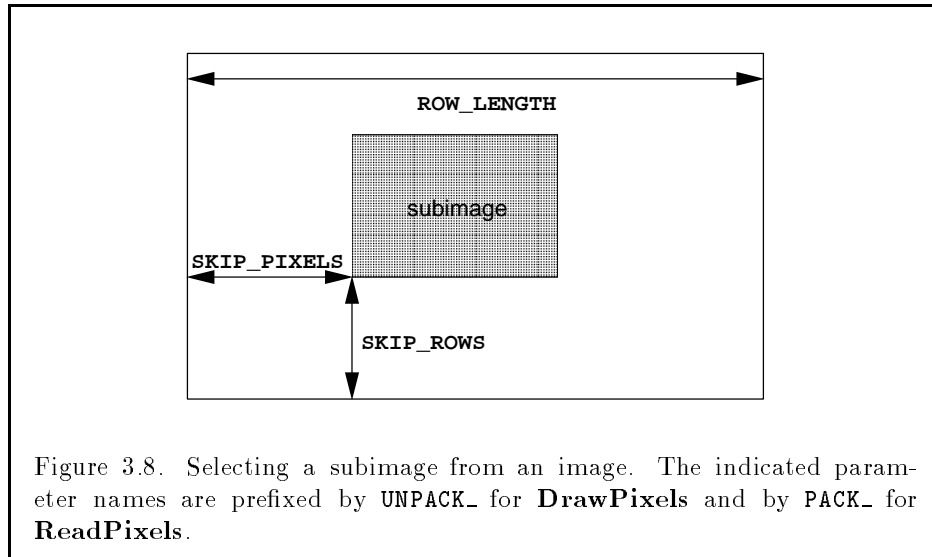 ROW_LENGTH
subimage
SKIP_PIXELS
SKIP_ROWS
Figure 3.8. Selecting a subimage from an image. The indicated param-
eter names are prefixed by UNPACK_ for DrawPixels and by PACK_ for
ReadPixels.